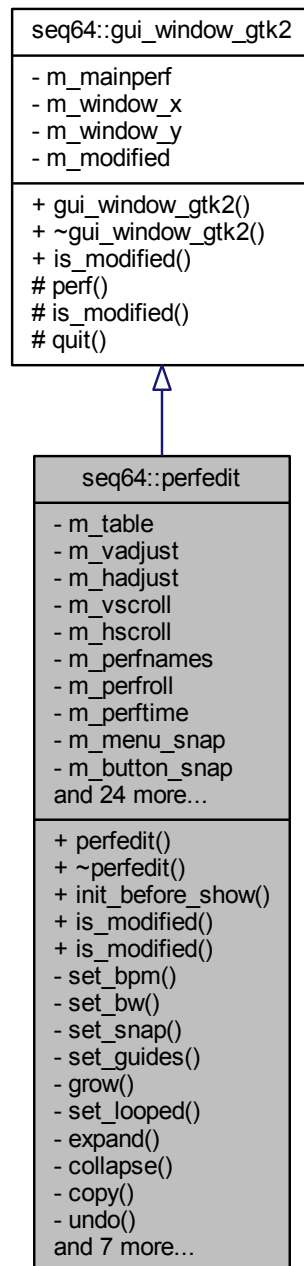 seq64::gui_window_gtk2
- m_mainperf
- m_window_x
- m_window_y
- m_modified
+ gui_window_gtk2()
+ ~gui_window_gtk2()
+ is_modified()
# perf()
# is_modified()
# quit()
seq64::perfedit
- m_table
- m_vadjust
- m_hadjust
- m_vscroll
- m_hscroll
- m_perfnames
- m_perfroll
- m_perftime
- m_menu_snap
- m_button_snap
and 24 more...
+ perfedit()
+ ~perfedit()
+ init_before_show()
+ is_modified()
+ is_modified()
- set_bpm()
- set_bw()
- set_snap()
- set_guides()
- grow()
- set_looped()
- expand()
- collapse()
- copy()
- undo()
and 7 more...